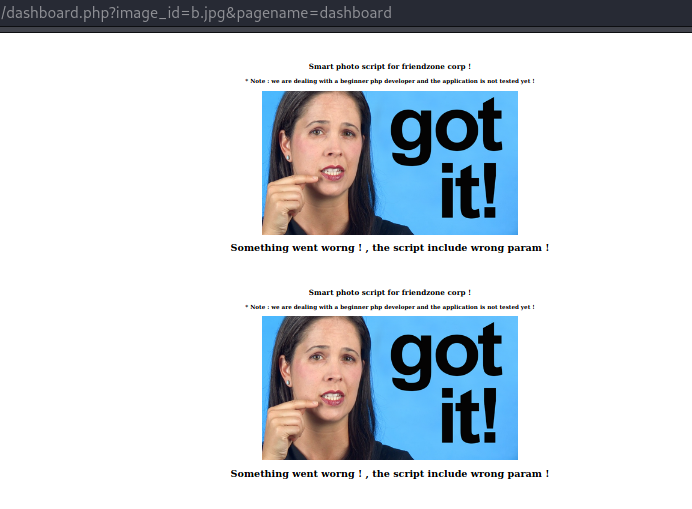 /dashboard.php?image_id=b.jpg&pagename=dashboard
Smart photo script for friendzone corp !
* Note : we are dealing with a beginner php developer and the application is not tested yet !
got
it!
Something went worng ! , the script include wrong param !
Smart photo script for friendzone corp !
* Note : we are dealing with a beginner php developer and the application is not tested yet !
got
it!
Something went worng ! , the script include wrong param !